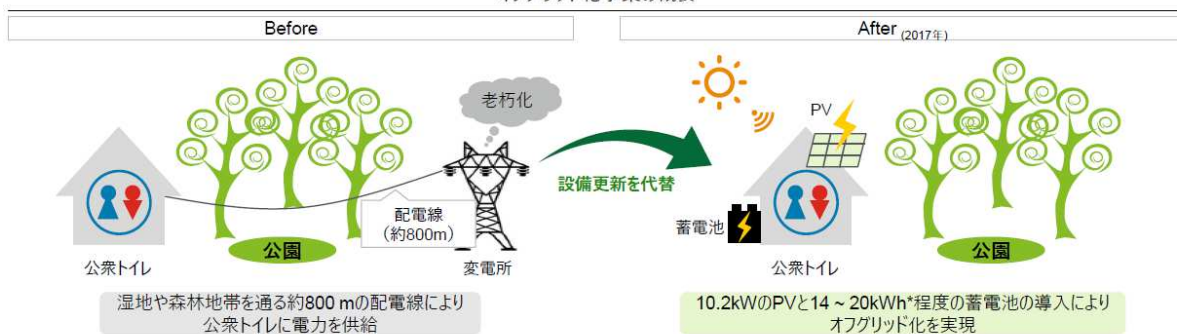 Before
After (2017年)
老朽化
PV
設備更新を代替
配電線
（約800m）
蓄電池
公園
公園
公衆トイレ
変電所
公衆トイレ
湿地や森林地帯を通る約800 mの配電線により
公衆トイレに電力を供給
10.2kWのPVと14 ~ 20kWh*程度の蓄電池の導入により
オフグリッド化を実現